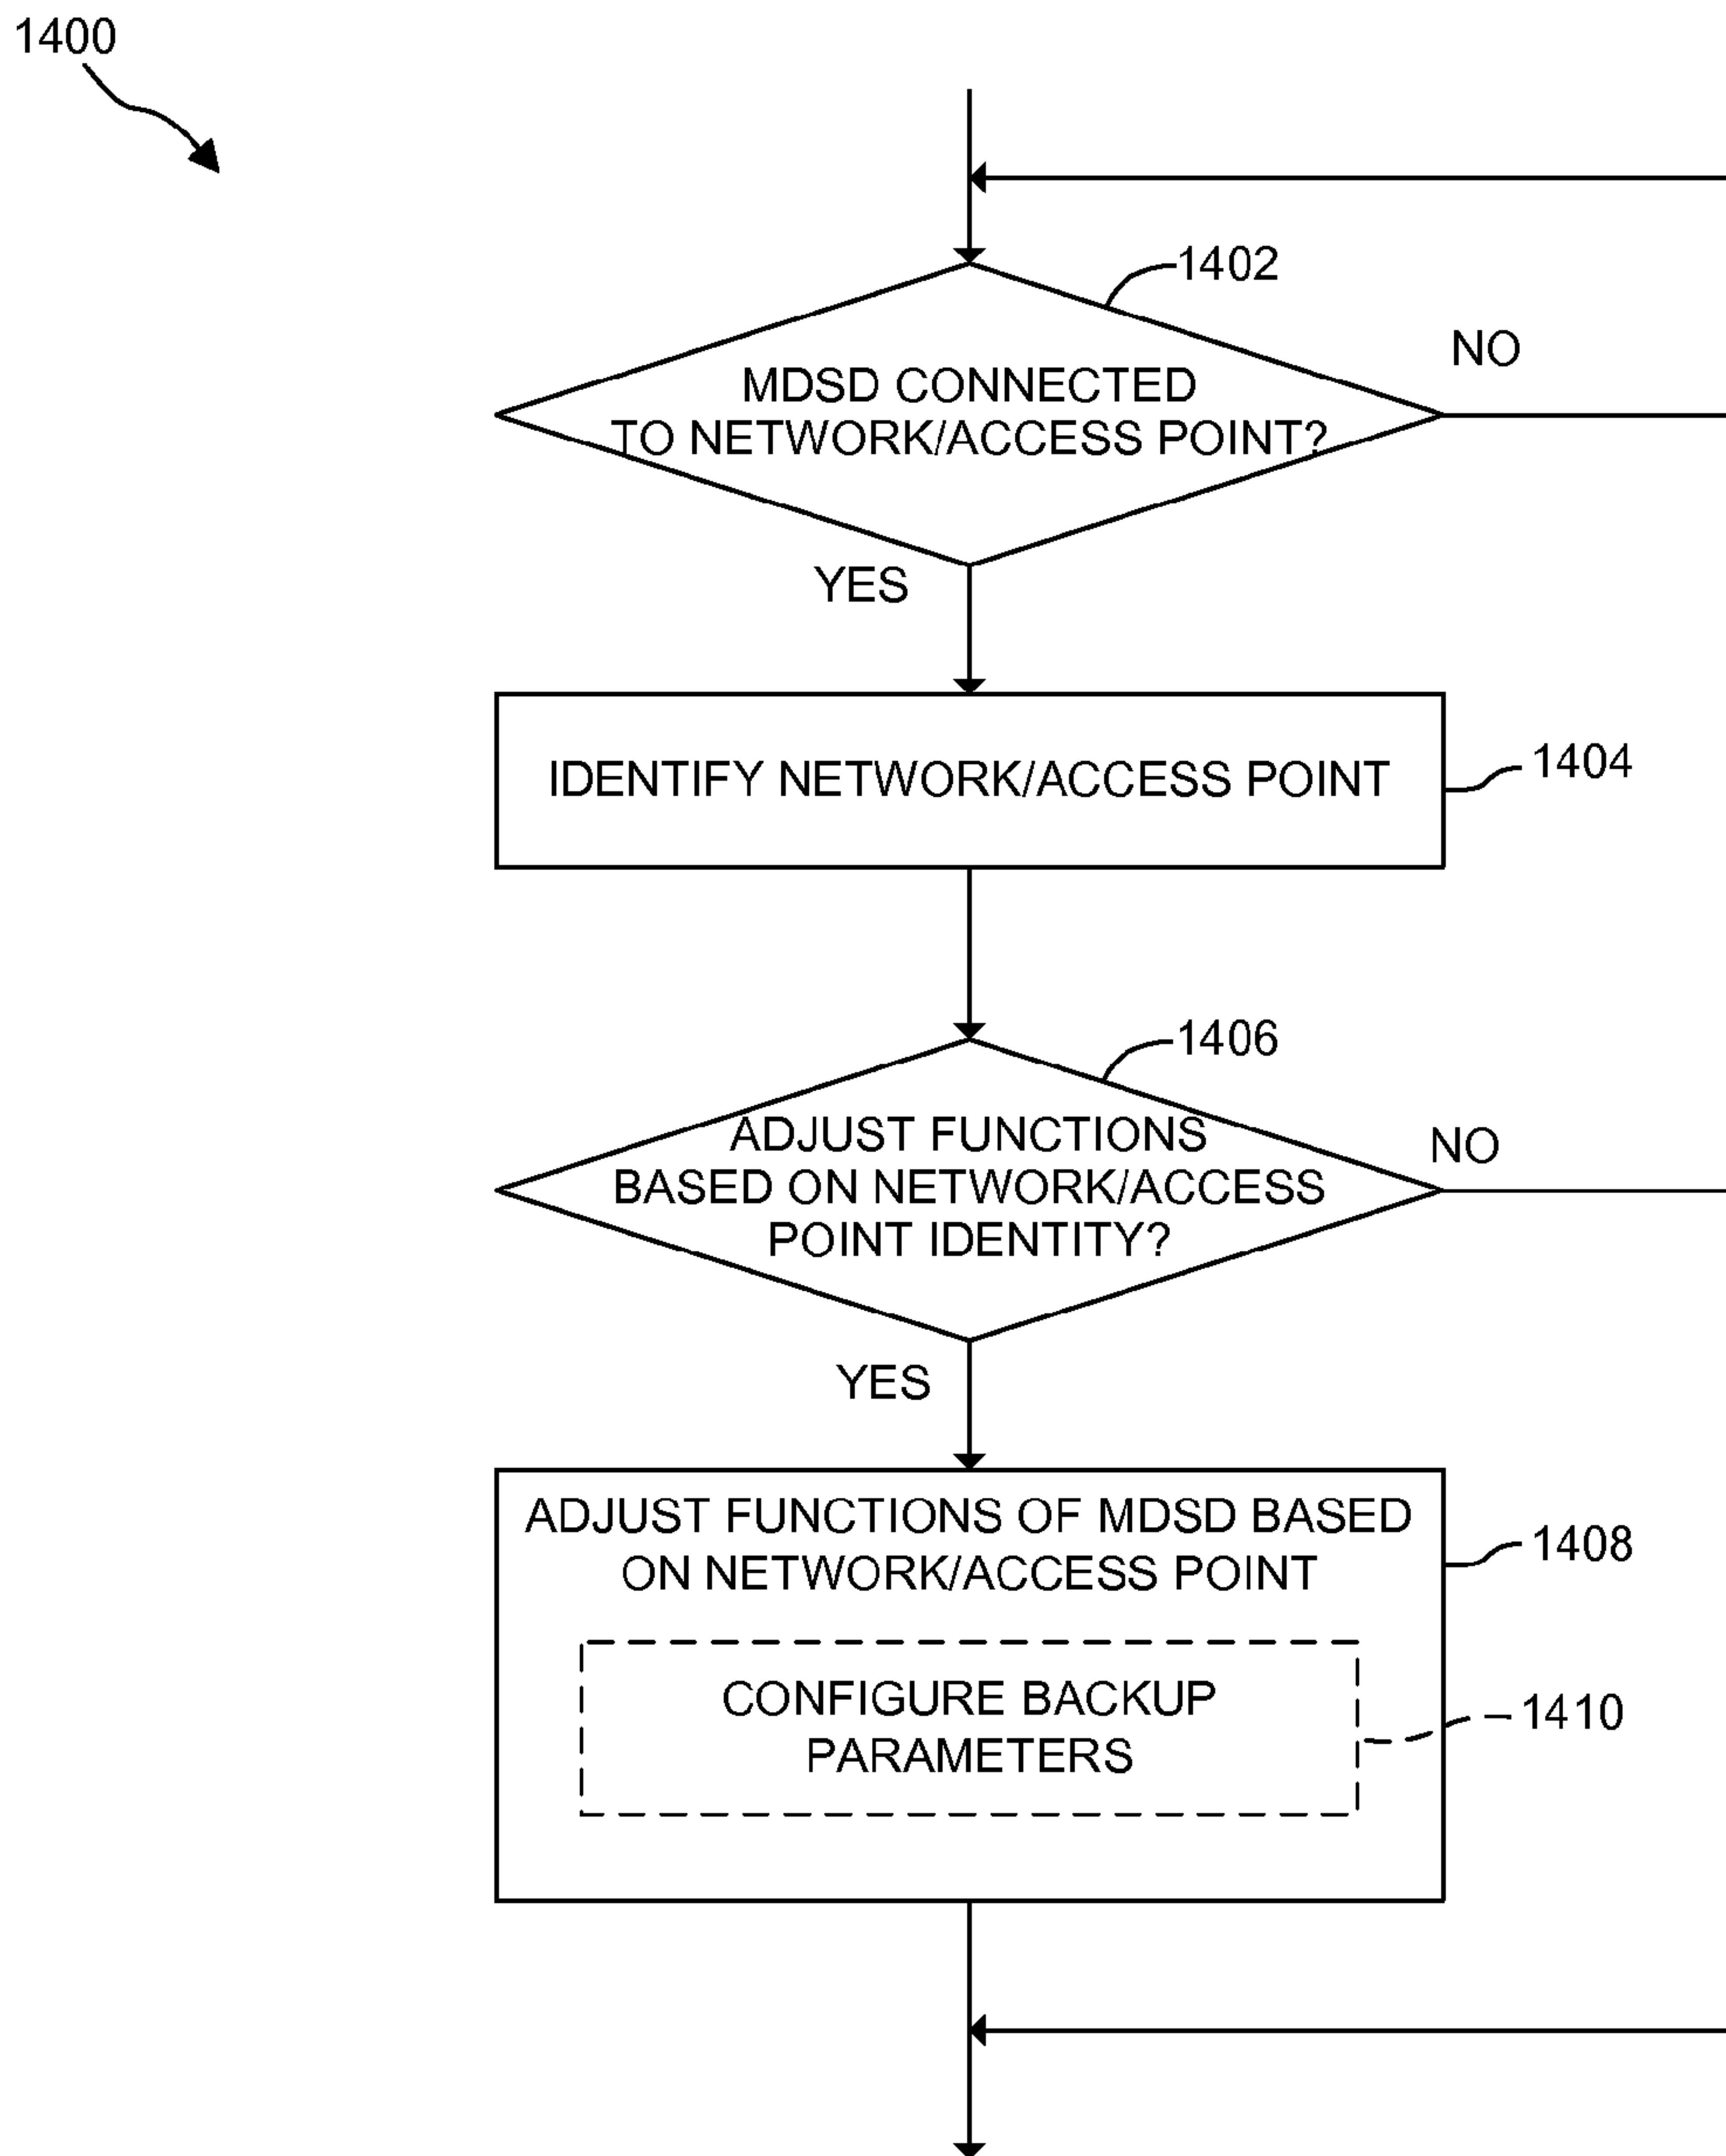 1400
1402
MDSD CONNECTED
TO NETWORK/ACCESS POINT?
NO
YES
IDENTIFY NETWORK/ACCESS POINT
1404
1406
ADJUST FUNCTIONS
BASED ON NETWORK/ACCESS
POINT IDENTITY?
NO
YES
ADJUST FUNCTIONS OF MDSD BASED
ON NETWORK/ACCESS POINT
1408
CONFIGURE BACKUP
PARAMETERS
1410